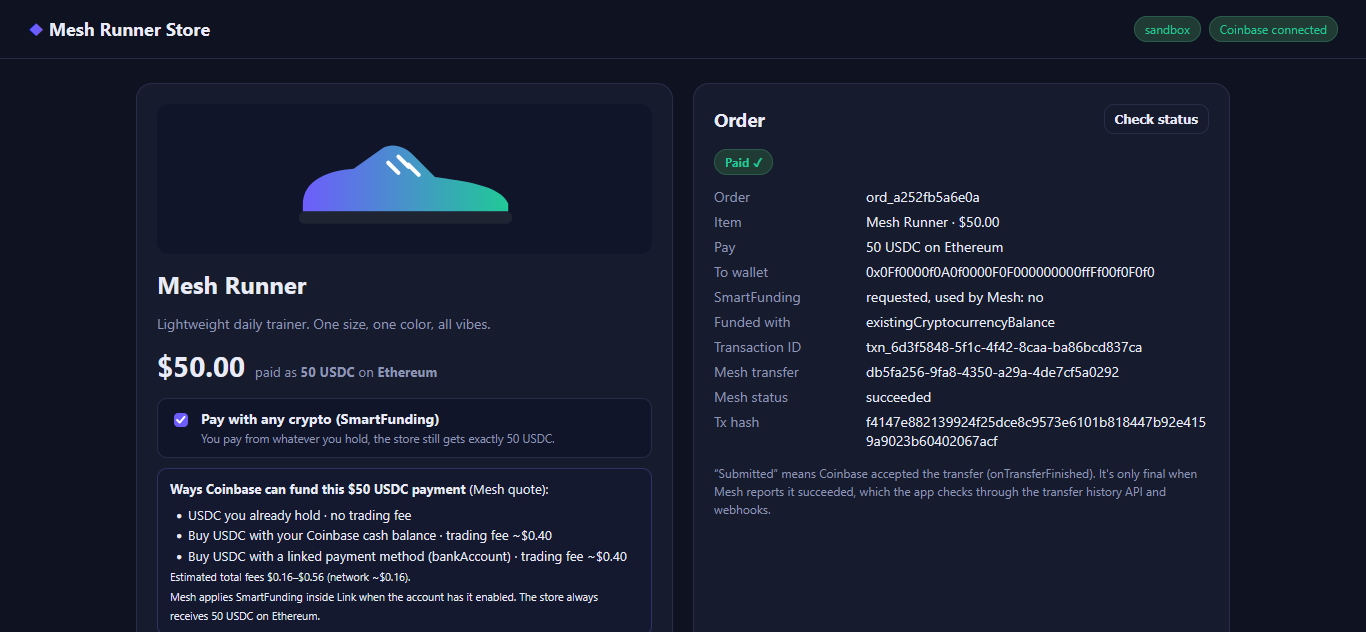 Mesh Runner Store
sandbox
Coinbase connected
Mesh Runner
Lightweight daily trainer. One size, one color, all vibes.
$50.00 paid as 50 USDC on Ethereum
Pay with any crypto (SmartFunding)
You pay from whatever you hold, the store still gets exactly 50 USDC.
Ways Coinbase can fund this $50 USDC payment (Mesh quote):
• USDC you already hold · no trading fee
• Buy USDC with your Coinbase cash balance · trading fee ~$0.40
• Buy USDC with a linked payment method (bankAccount) · trading fee ~$0.40
Estimated total fees $0.16–$0.56 (network ~$0.16).
Mesh applies SmartFunding inside Link when the account has it enabled. The store always
receives 50 USDC on Ethereum.
Order
Check status
Paid ✓
Order ord_a252fb5a6e0a
Item Mesh Runner · $50.00
Pay 50 USDC on Ethereum
To wallet 0x0Ff0000f0A0f0000F0F000000000ffFf00f0F0f0
SmartFunding requested, used by Mesh: no
Funded with existingCryptocurrencyBalance
Transaction ID txn_6d3f5848-5f1c-4f42-8caa-ba86bcd837ca
Mesh transfer db5fa256-9fa8-4350-a29a-4de7cf5a0292
Mesh status succeeded
Tx hash f4147e882139924f25dce8c9573e6101b818447b92e415
9a9023b60402067acf
“Submitted” means Coinbase accepted the transfer (onTransferFinished). It's only final when
Mesh reports it succeeded, which the app checks through the transfer history API and
webhooks.